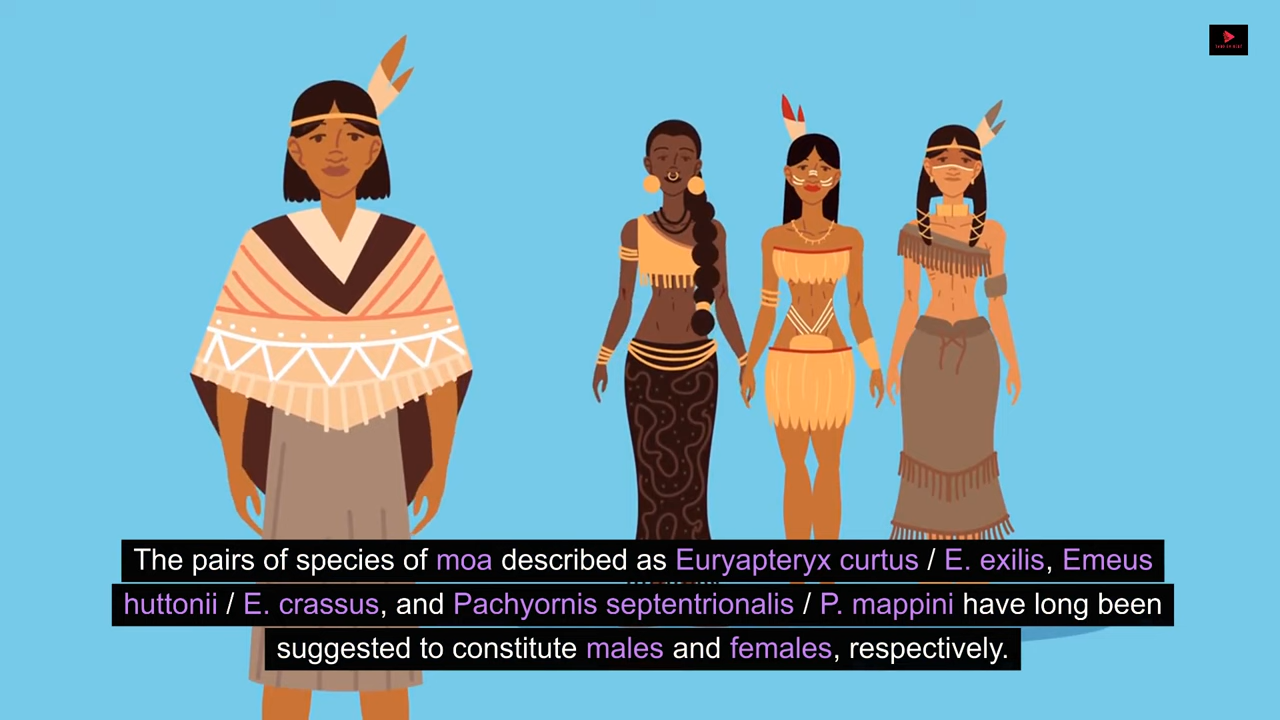 The pairs of species of moa described as Euryapteryx curtus / E. exilis, Emeus
huttonii / E. crassus, and Pachyornis septentrionalis / P. mappini have long been
suggested to constitute males and females, respectively.